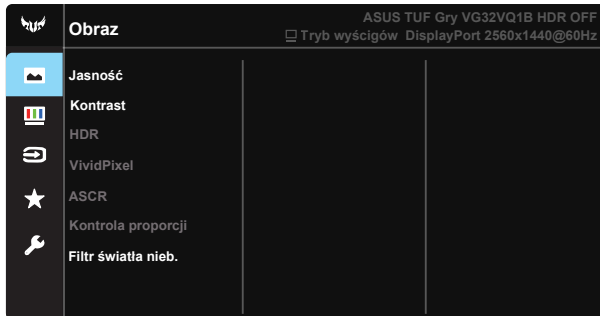 Obraz
ASUS TUF Gry VG32VQ1B HDR OFF
Tryb wyścigów DisplayPort 2560x1440@60Hz
Jasność
Kontrast
HDR
VividPixel
ASCR
Kontrola proporcji
Filtr światła nieb.